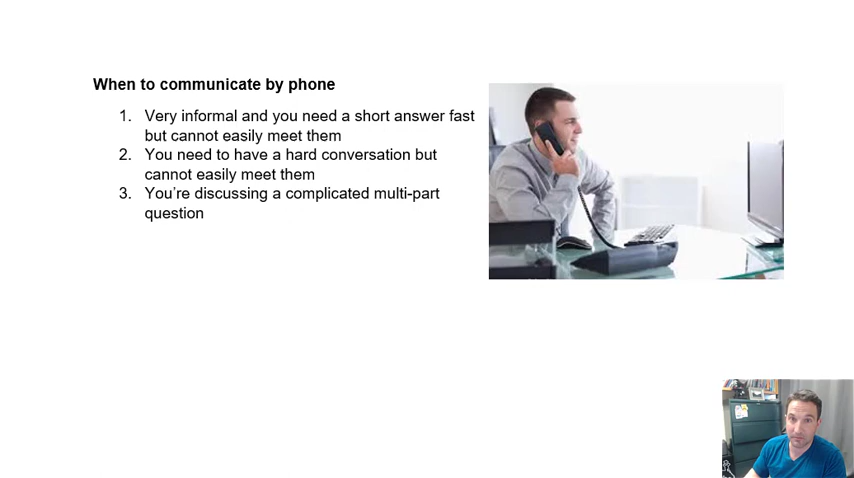 When to communicate by phone
1. Very informal and you need a short answer fast
but cannot easily meet them
2. You need to have a hard conversation but
cannot easily meet them
3. You’re discussing a complicated multi-part
question